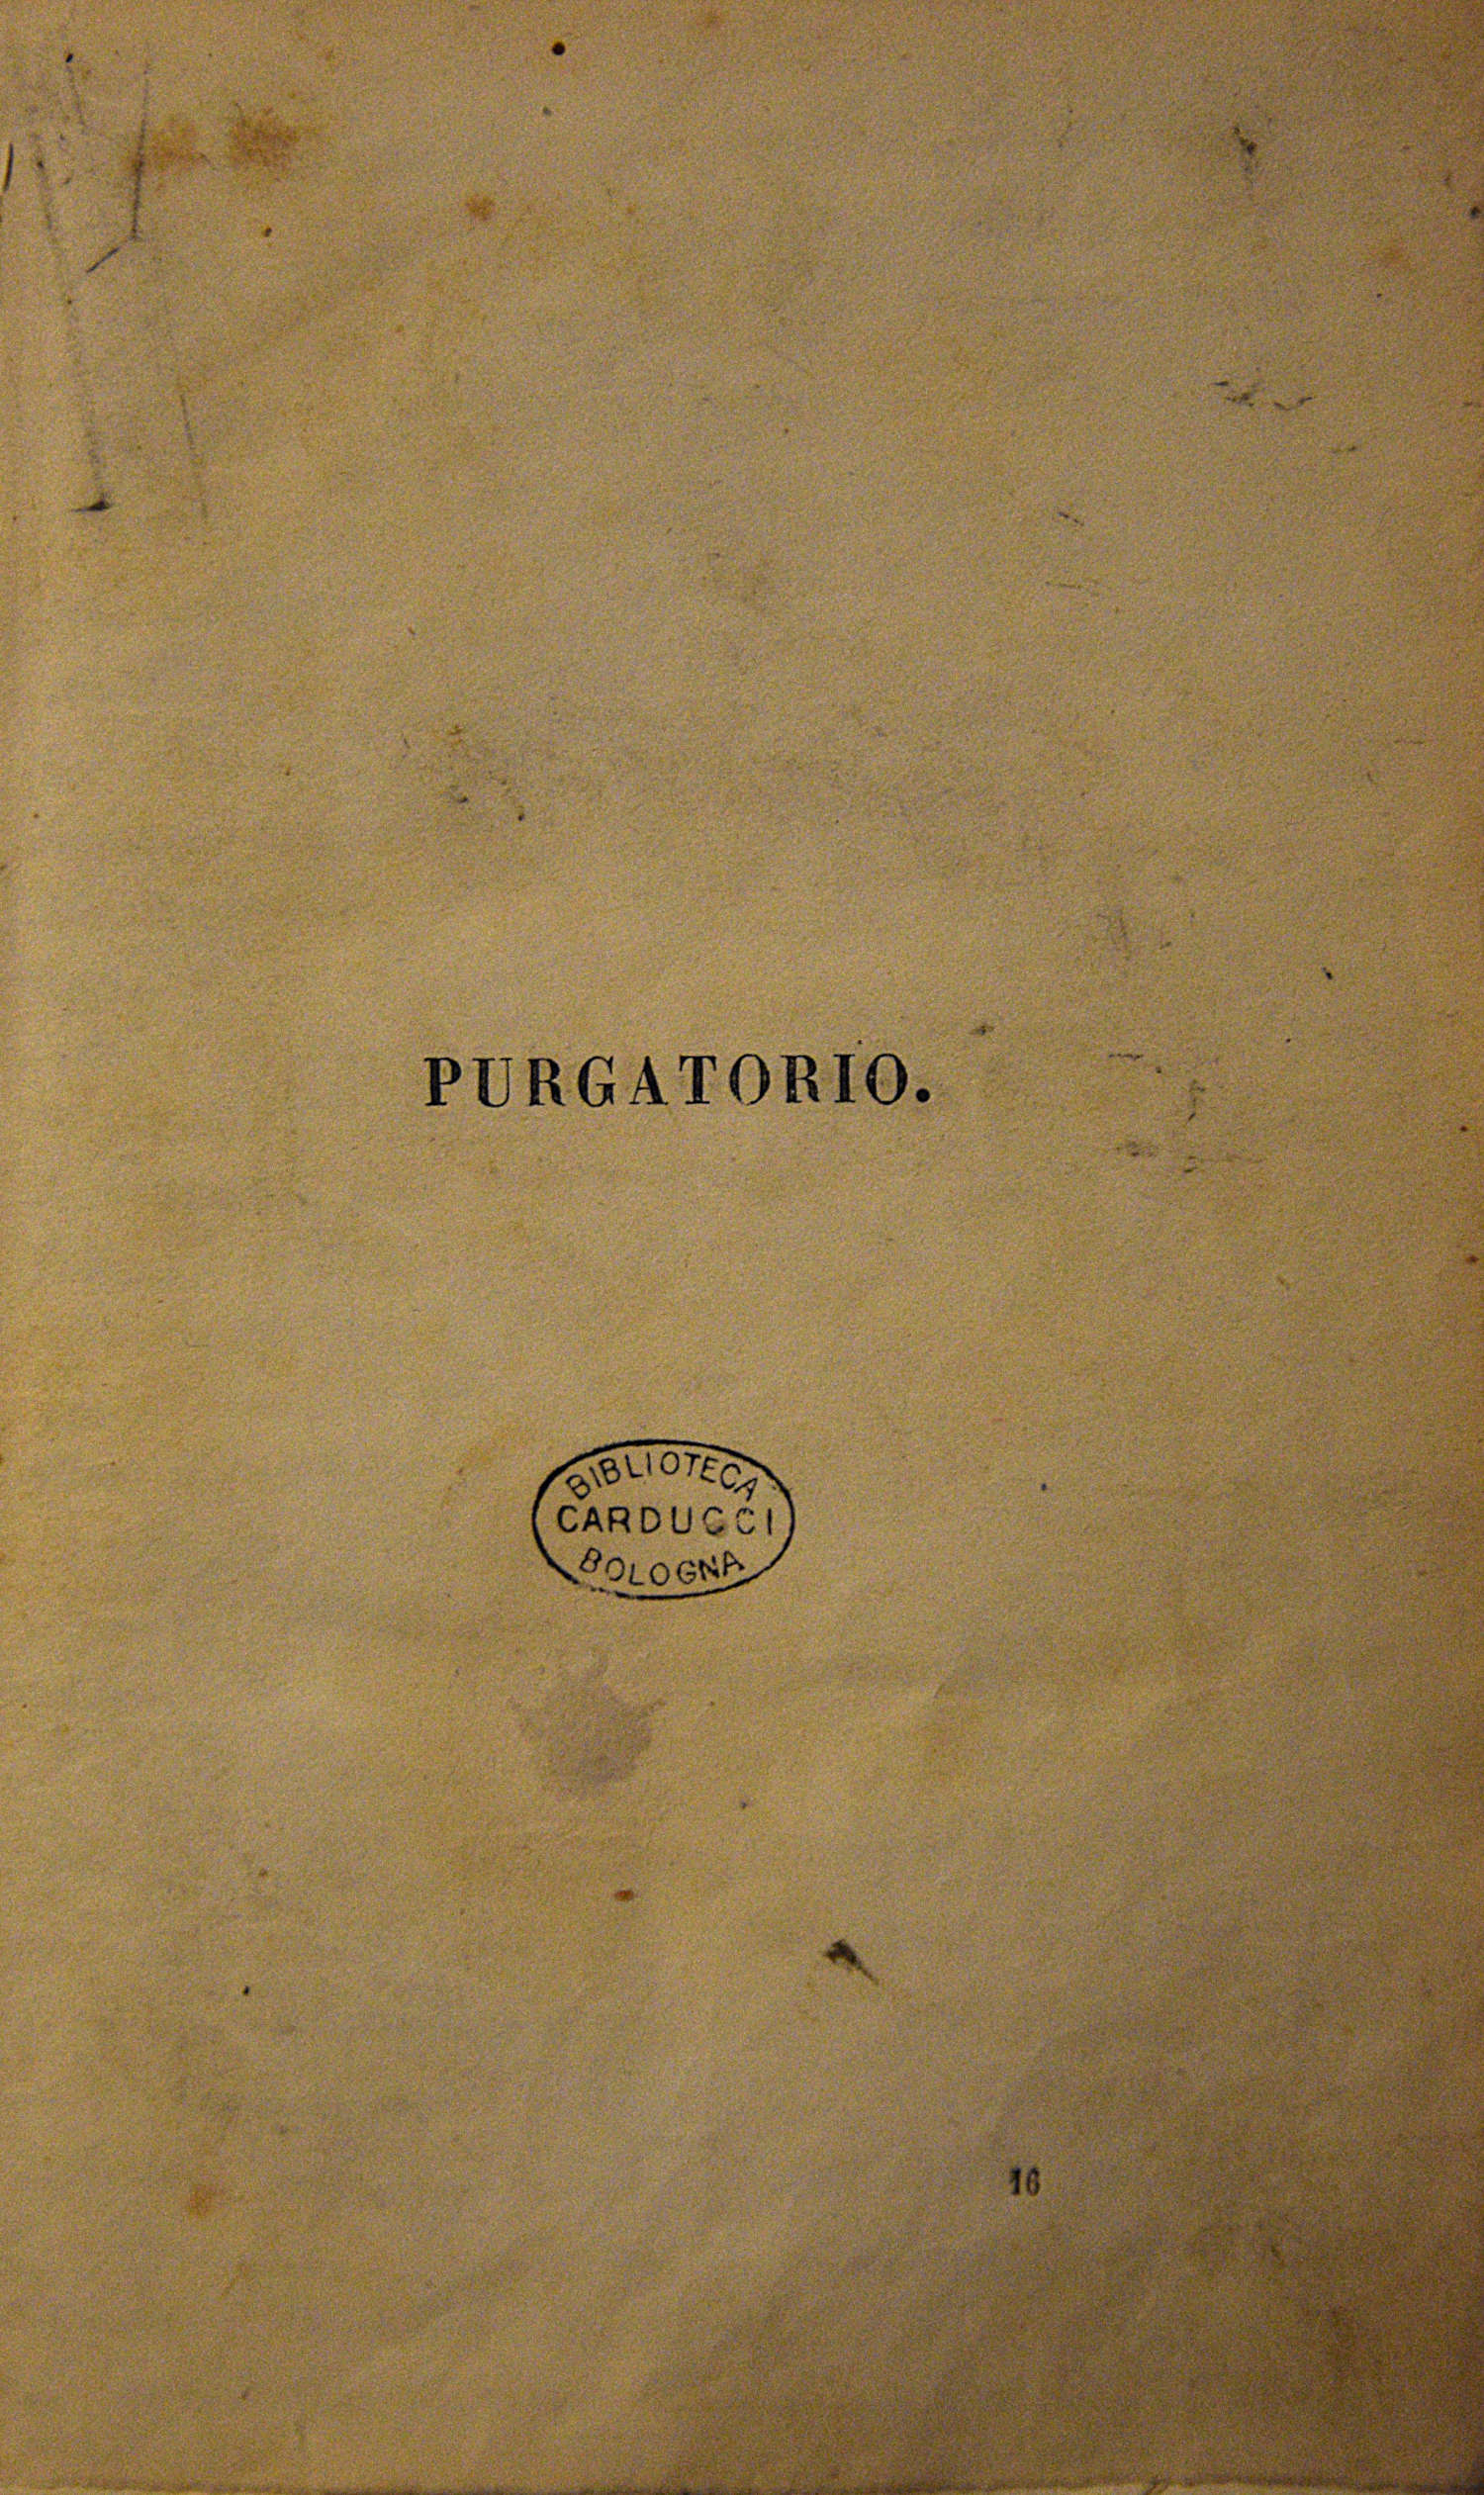 PURGATORIO.
BIBLIOTECA
CARDUCCI
BOLOGNA
16